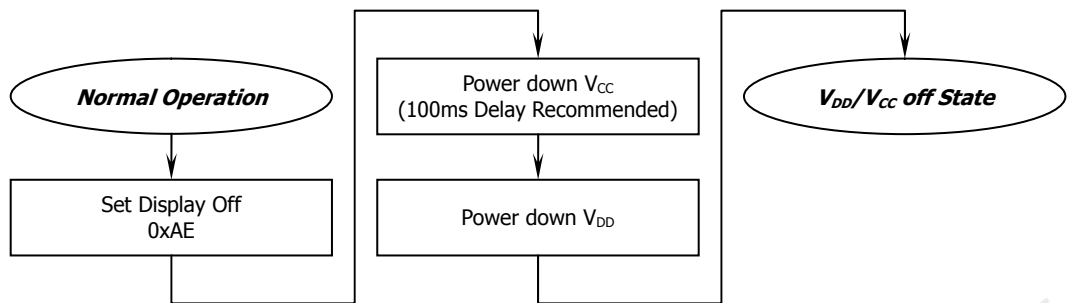 Normal Operation
Set Display Off
0xAE
Power down VCC
(100ms Delay Recommended)
Power down VDD
VDD/VCC off State